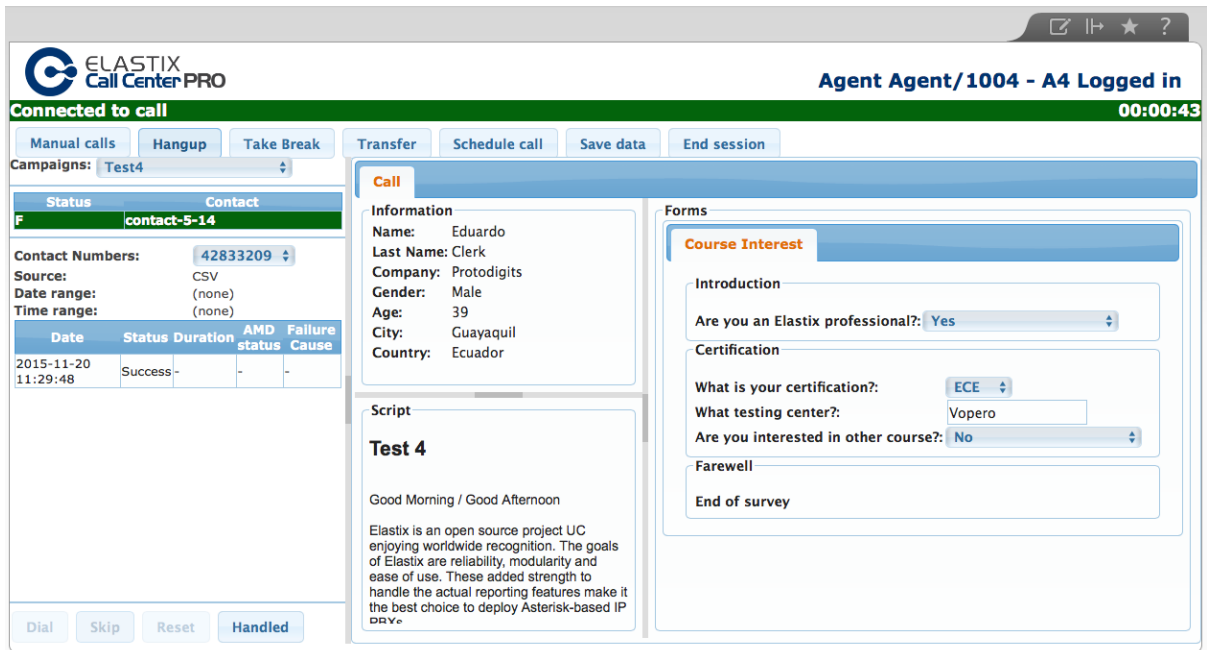 ELASTIX
Call Center PRO
Agent Agent/1004 - A4 Logged in
Connected to call 00:00:43
Manual calls Hangup Take Break Transfer Schedule call Save data End session
Campaigns: Test4
Status Contact
F contact-5-14
Contact Numbers: 42833209
Source: CSV
Date range: (none)
Time range: (none)
Date Status Duration AMD status Failure Cause
2015-11-20 11:29:48 Success - - -
Dial Skip Reset Handled
Call
Information
Name: Eduardo
Last Name: Clerk
Company: Protodigits
Gender: Male
Age: 39
City: Guayaquil
Country: Ecuador
Script
Test 4
Good Morning / Good Afternoon
Elastix is an open source project UC
enjoying worldwide recognition. The goals
of Elastix are reliability, modularity and
ease of use. These added strength to
handle the actual reporting features make it
the best choice to deploy Asterisk-based IP
PBXs
Forms
Course Interest
Introduction
Are you an Elastix professional?: Yes
Certification
What is your certification?: ECE
What testing center?: Vopero
Are you interested in other course?: No
Farewell
End of survey